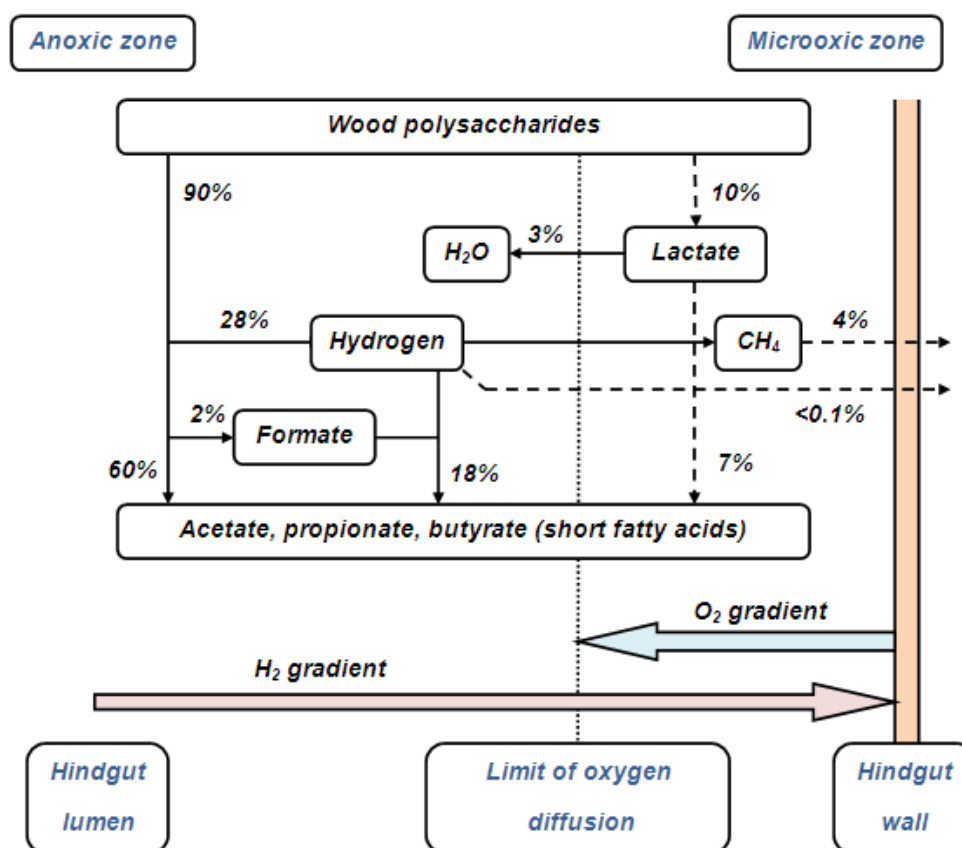 Anoxic zone
Microoxic zone
Wood polysaccharides
90%
10%
H₂O
3%
Lactate
28%
Hydrogen
CH₄
4%
<0.1%
2%
Formate
60%
18%
7%
Acetate, propionate, butyrate (short fatty acids)
O₂ gradient
H₂ gradient
Hindgut
lumen
Limit of oxygen
diffusion
Hindgut
wall